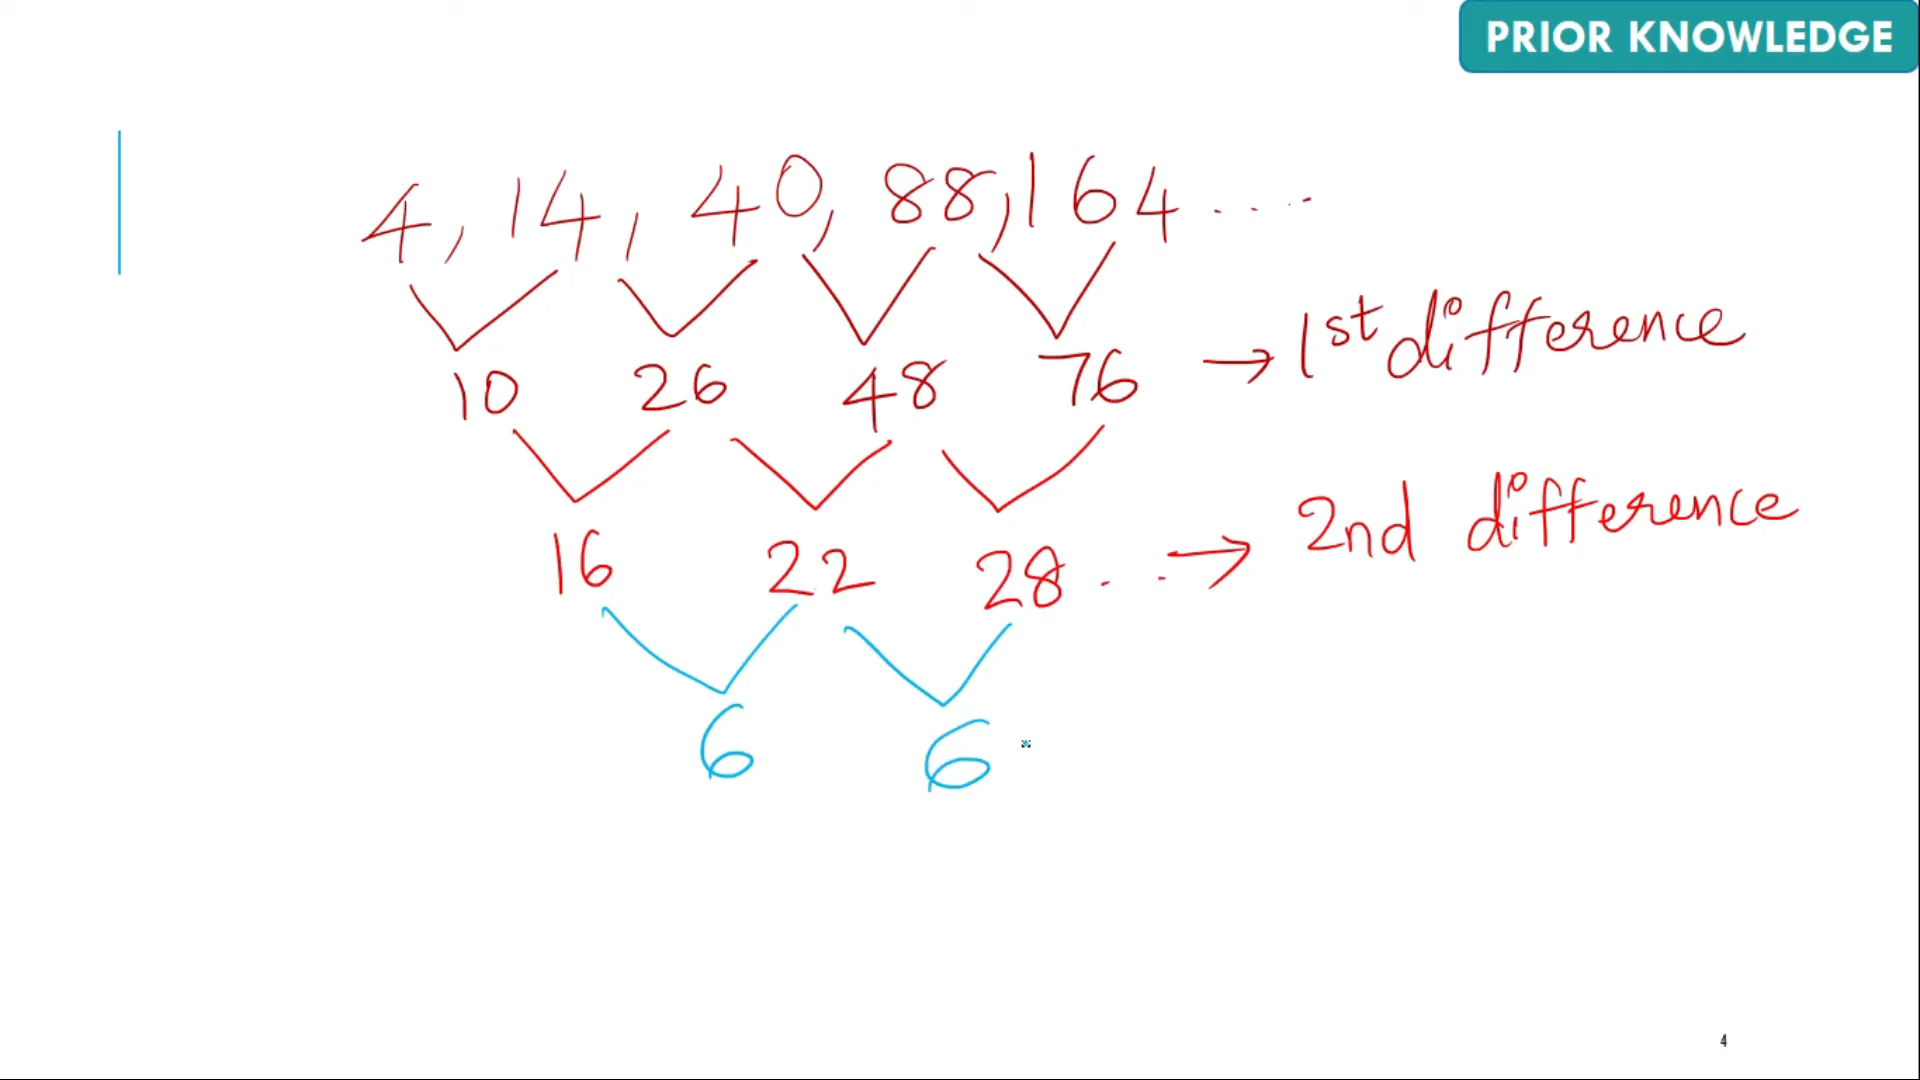 PRIOR KNOWLEDGE
4, 14, 40, 88, 164 ....
10 26 48 76 → 1st difference
16 22 28 . . → 2nd difference
6 6
4